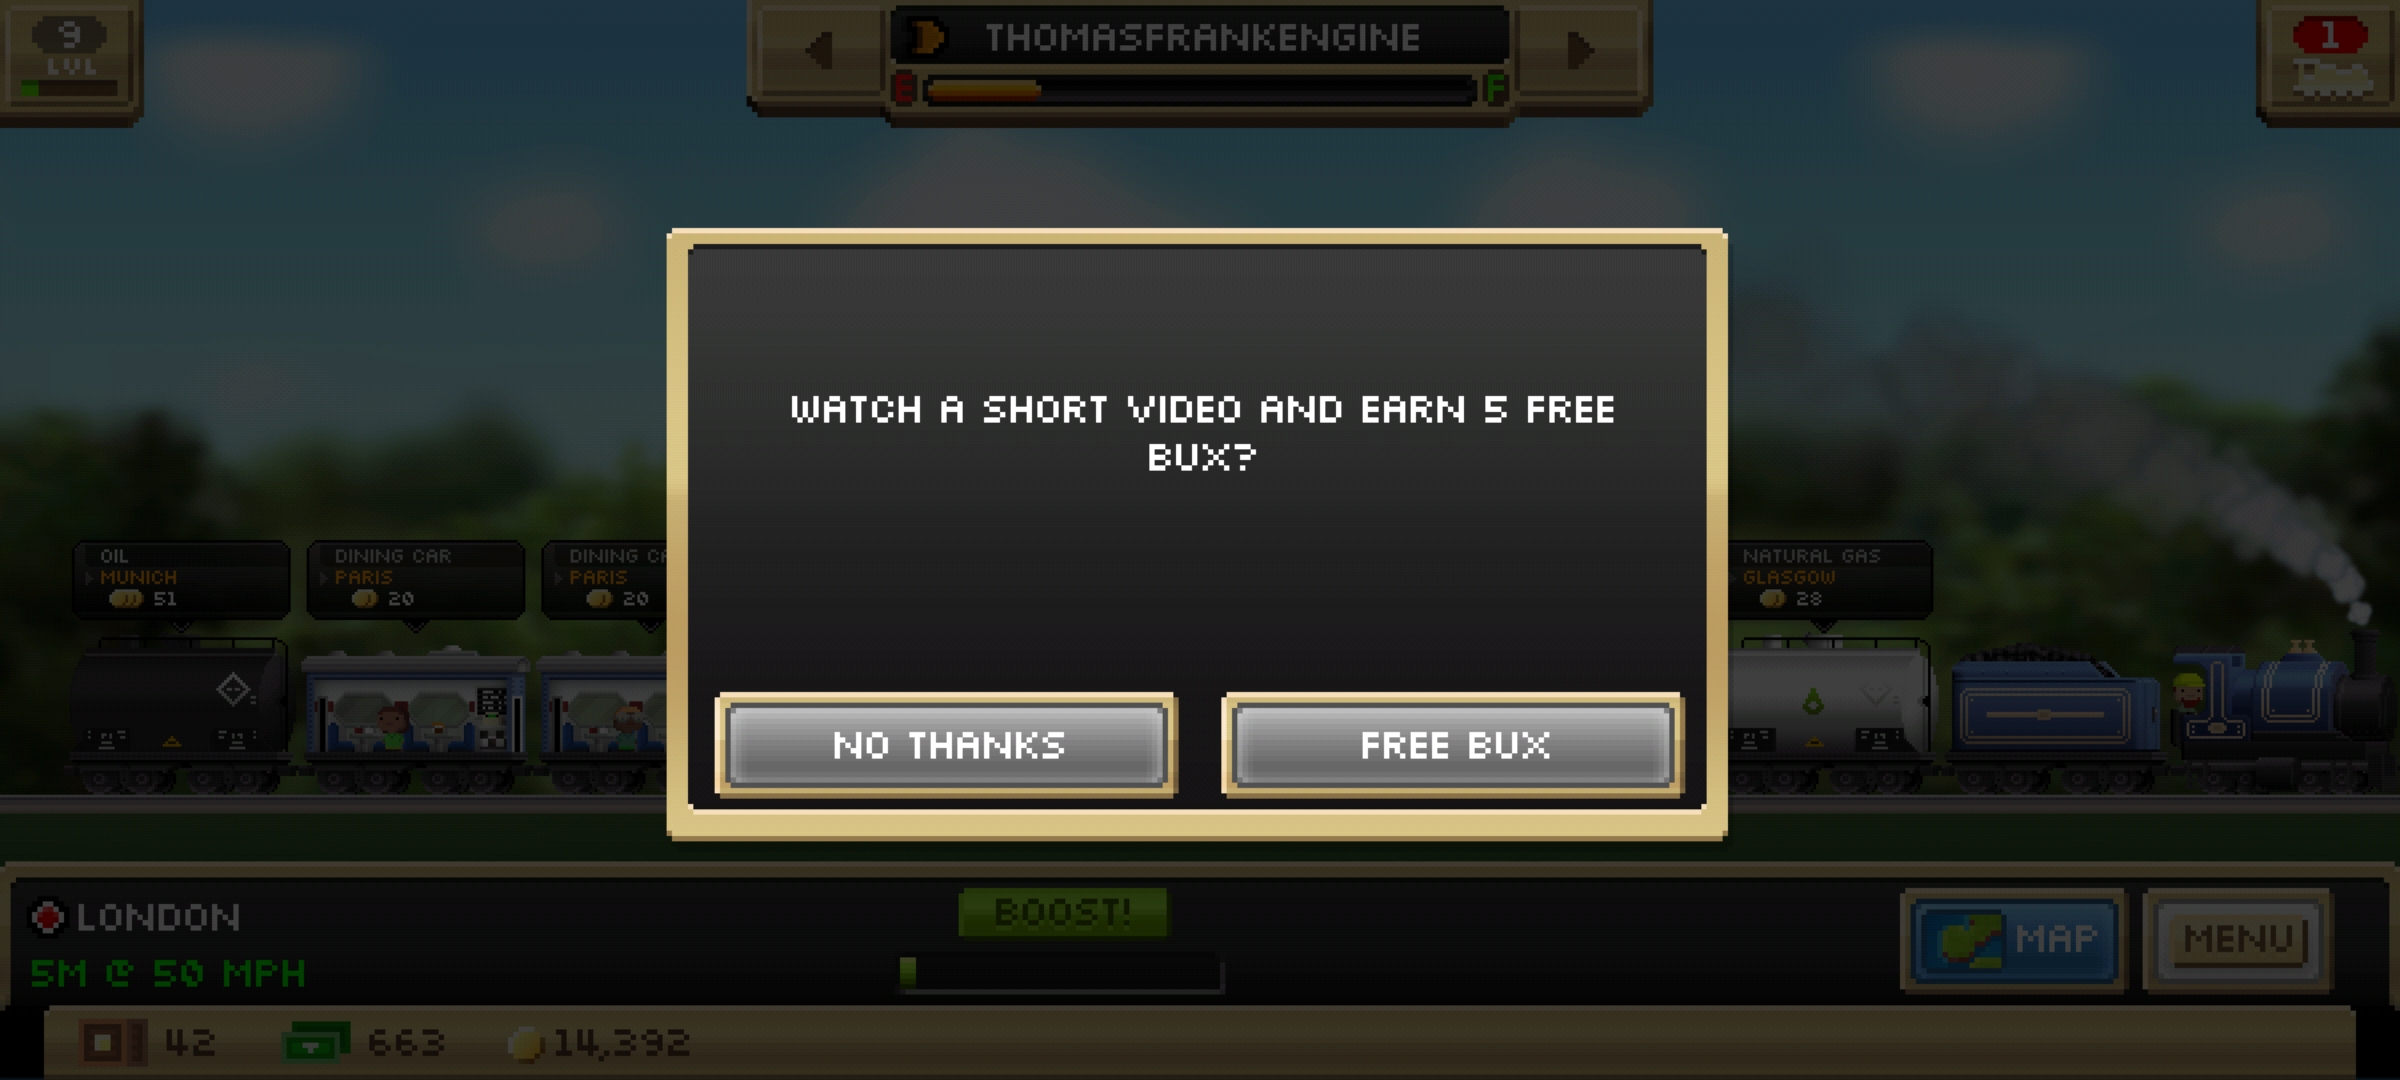 9
LVL
THOMASFRANKENGINE
E
F
1
WATCH A SHORT VIDEO AND EARN 5 FREE
BUX?
OIL
MUNICH
51
DINING CAR
PARIS
20
DINING CA
PARIS
20
NATURAL GAS
GLASGOW
28
NO THANKS
FREE BUX
LONDON
5M @ 50 MPH
BOOST!
MAP
MENU
42
663
14,392